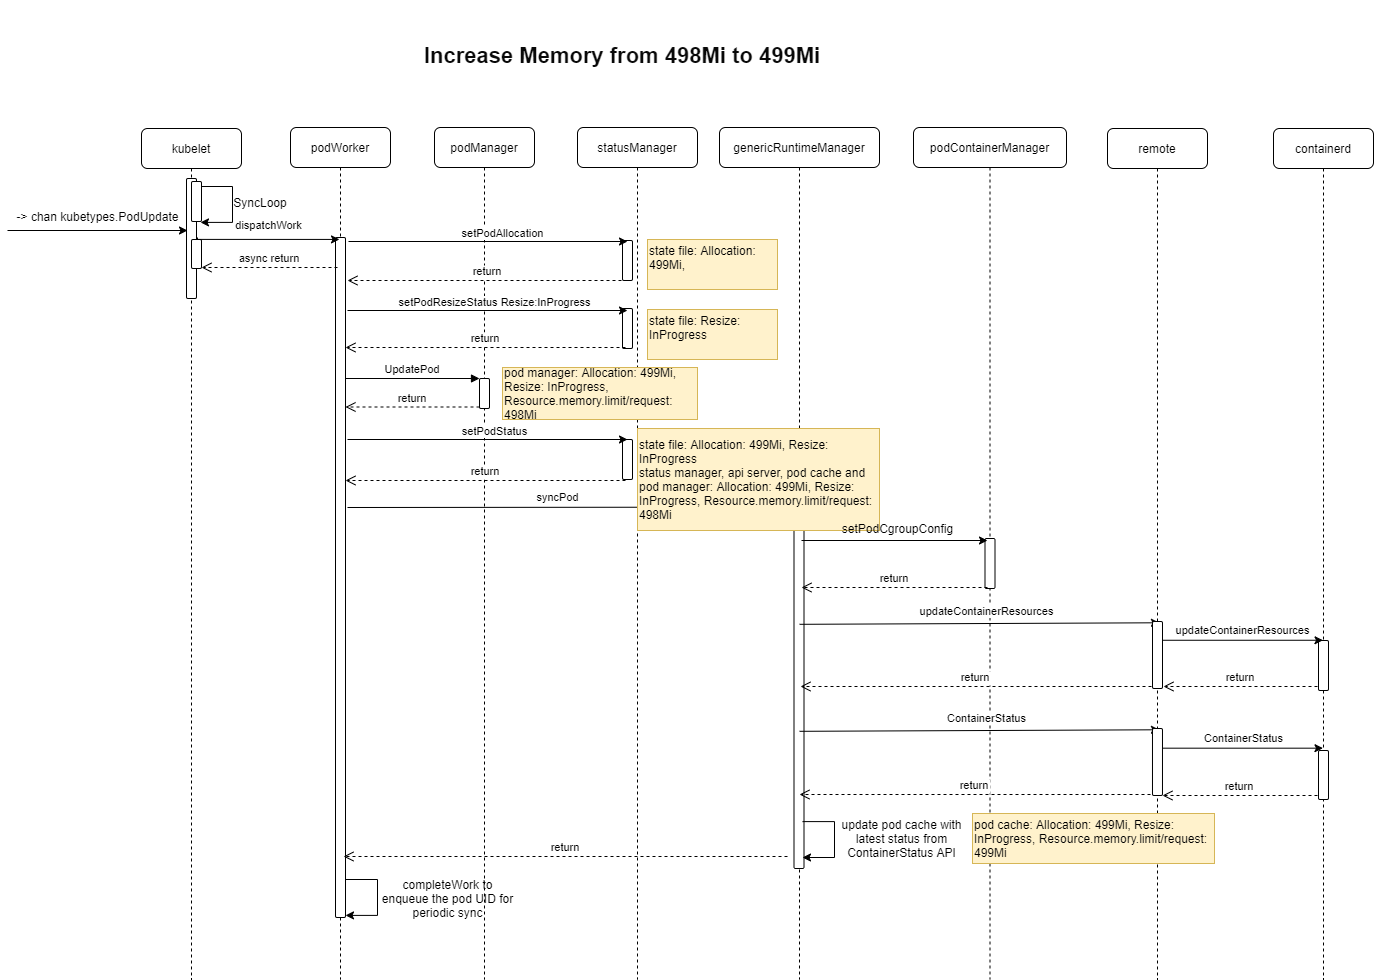 Increase Memory from 498Mi to 499Mi
kubelet
podWorker
podManager
statusManager
genericRuntimeManager
podContainerManager
remote
containerd
SyncLoop
-> chan kubetypes.PodUpdate
dispatchWork
async return
setPodAllocation
return
state file: Allocation:
499Mi,
setPodResizeStatus Resize:InProgress
return
state file: Resize:
InProgress
UpdatePod
return
pod manager: Allocation: 499Mi,
Resize: InProgress,
Resource.memory.limit/request:
498Mi
setPodStatus
return
state file: Allocation: 499Mi, Resize:
InProgress
status manager, api server, pod cache and
pod manager: Allocation: 499Mi, Resize:
InProgress, Resource.memory.limit/request:
498Mi
syncPod
setPodCgroupConfig
return
updateContainerResources
updateContainerResources
return
return
ContainerStatus
ContainerStatus
return
return
update pod cache with
latest status from
ContainerStatus API
pod cache: Allocation: 499Mi, Resize:
InProgress, Resource.memory.limit/request:
499Mi
return
completeWork to
enqueue the pod UID for
periodic sync